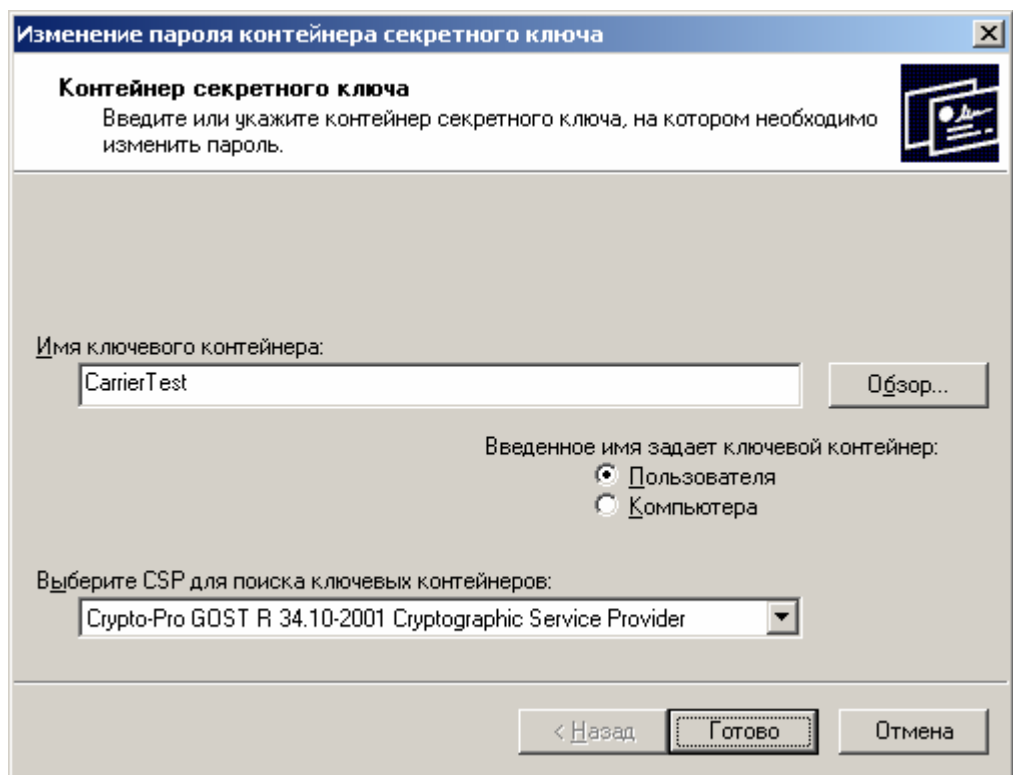 Изменение пароля контейнера секретного ключа
Контейнер секретного ключа
Введите или укажите контейнер секретного ключа, на котором необходимо
изменить пароль.
Имя ключевого контейнера:
CarrierTest
Обзор...
Введенное имя задает ключевой контейнер:
Пользователя
Компьютера
Выберите CSP для поиска ключевых контейнеров:
Crypto-Pro GOST R 34.10-2001 Cryptographic Service Provider
< Назад
Готово
Отмена